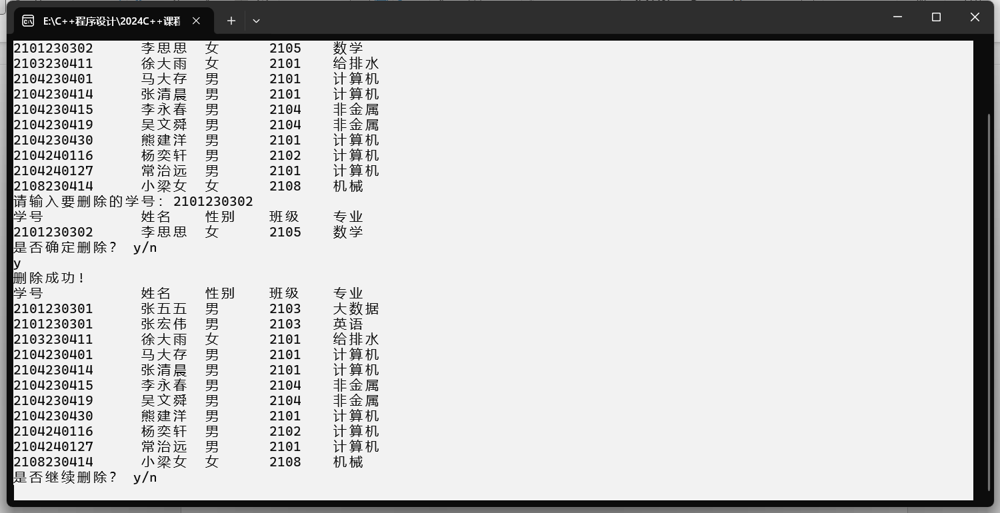 E:\C++程序设计\2024C++课程
2101230302 李思思 女 2105 数学
2103230411 徐大雨 女 2101 给排水
2104230401 马大存 男 2101 计算机
2104230414 张清晨 男 2101 计算机
2104230415 李永春 男 2104 非金属
2104230419 吴文舜 男 2104 非金属
2104230430 熊建洋 男 2101 计算机
2104240116 杨奕轩 男 2102 计算机
2104240127 常治远 男 2101 计算机
2108230414 小梁女 女 2108 机械
请输入要删除的学号：2101230302
学号 姓名 性别 班级 专业
2101230302 李思思 女 2105 数学
是否确定删除？ y/n
y
删除成功！
学号 姓名 性别 班级 专业
2101230301 张五五 男 2103 大数据
2101230301 张宏伟 男 2103 英语
2103230411 徐大雨 女 2101 给排水
2104230401 马大存 男 2101 计算机
2104230414 张清晨 男 2101 计算机
2104230415 李永春 男 2104 非金属
2104230419 吴文舜 男 2104 非金属
2104230430 熊建洋 男 2101 计算机
2104240116 杨奕轩 男 2102 计算机
2104240127 常治远 男 2101 计算机
2108230414 小梁女 女 2108 机械
是否继续删除？ y/n